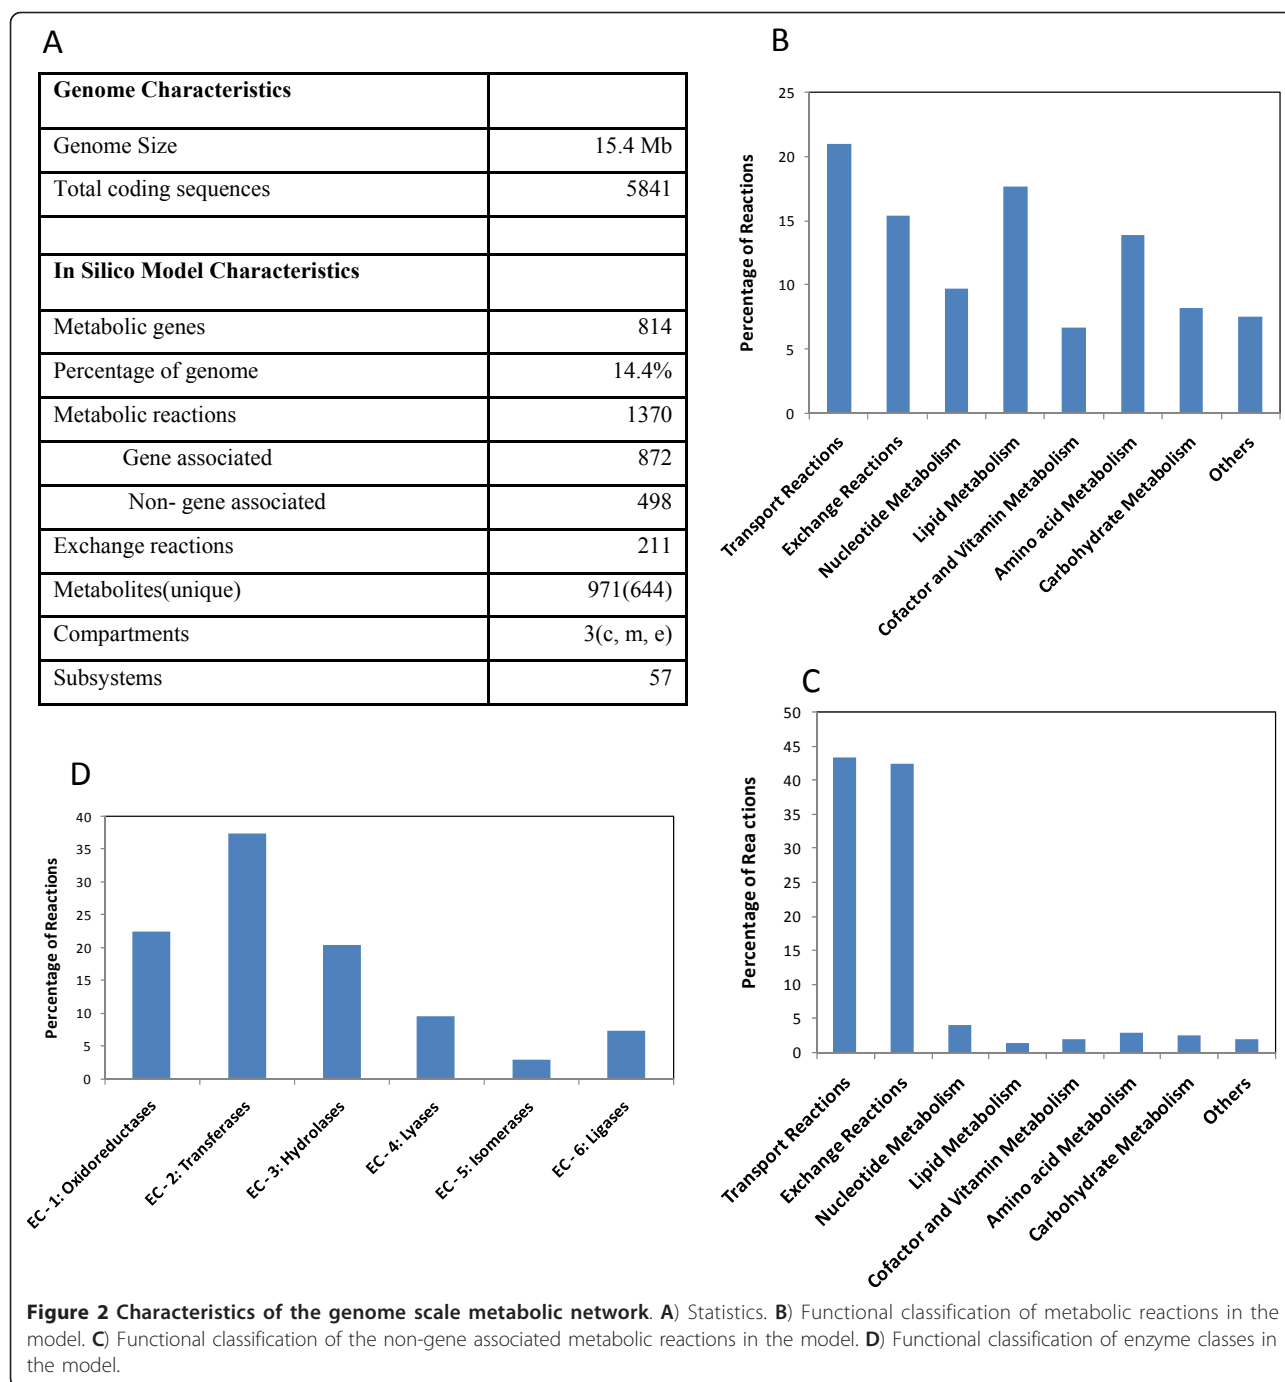 A
Genome Characteristics
Genome Size 15.4 Mb
Total coding sequences 5841
In Silico Model Characteristics
Metabolic genes 814
Percentage of genome 14.4%
Metabolic reactions 1370
Gene associated 872
Non- gene associated 498
Exchange reactions 211
Metabolites(unique) 971(644)
Compartments 3(c, m, e)
Subsystems 57
B
Percentage of Reactions
25
20
15
10
5
0
Transport Reactions
Exchange Reactions
Nucleotide Metabolism
Lipid Metabolism
Cofactor and Vitamin Metabolism
Amino acid Metabolism
Carbohydrate Metabolism
Others
C
Percentage of Rea ctions
50
45
40
35
30
25
20
15
10
5
0
Transport Reactions
Exchange Reactions
Nucleotide Metabolism
Lipid Metabolism
Cofactor and Vitamin Metabolism
Amino acid Metabolism
Carbohydrate Metabolism
Others
D
Percentage of Reactions
40
35
30
25
20
15
10
5
0
EC - 1: Oxidoreductases
EC - 2: Transferases
EC - 3: Hydrolases
EC - 4: Lyases
EC - 5: Isomerases
EC - 6: Ligases
Figure 2 Characteristics of the genome scale metabolic network. A) Statistics. B) Functional classification of metabolic reactions in the
model. C) Functional classification of the non-gene associated metabolic reactions in the model. D) Functional classification of enzyme classes in
the model.